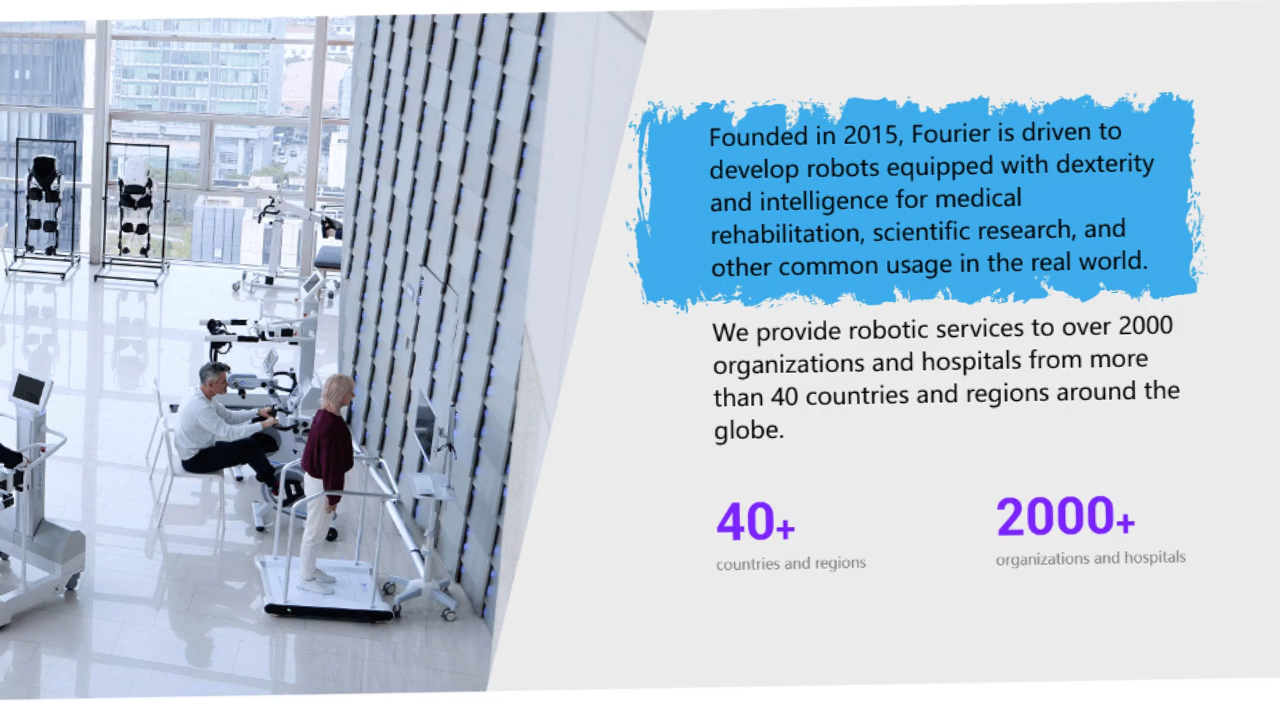 Founded in 2015, Fourier is driven to
develop robots equipped with dexterity
and intelligence for medical
rehabilitation, scientific research, and
other common usage in the real world.
We provide robotic services to over 2000
organizations and hospitals from more
than 40 countries and regions around the
globe.
40+
2000+
countries and regions
organizations and hospitals